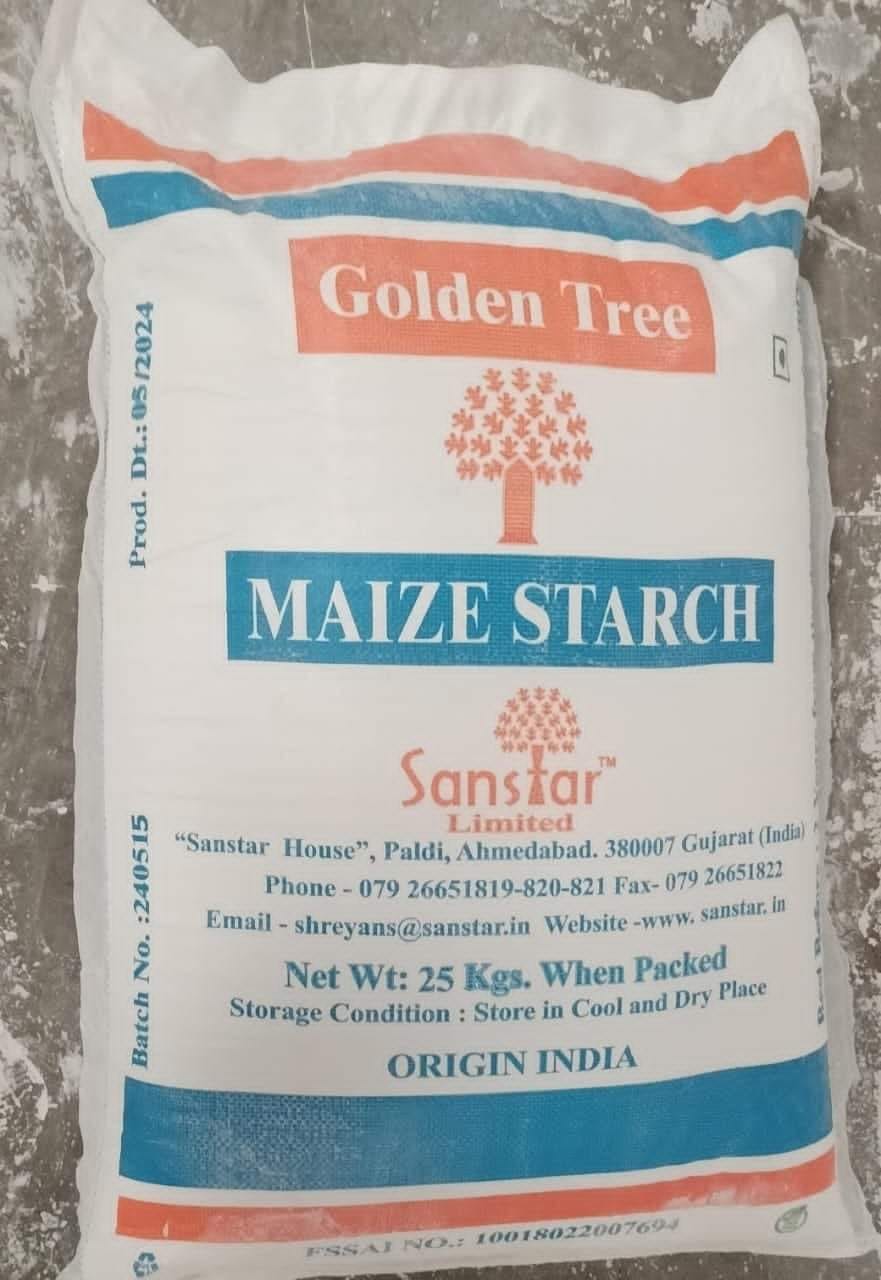 Golden Tree
Prod. Dt.: 05/2024
MAIZE STARCH
Sanstar™
Limited
"Sanstar House", Paldi, Ahmedabad. 380007 Gujarat (India)
Phone - 079 26651819-820-821 Fax- 079 26651822
Email - shreyans@sanstar.in Website -www. sanstar. in
Batch No. :240515
Net Wt: 25 Kgs. When Packed
Storage Condition : Store in Cool and Dry Place
ORIGIN INDIA
FSSAI NO.: 10018022007694